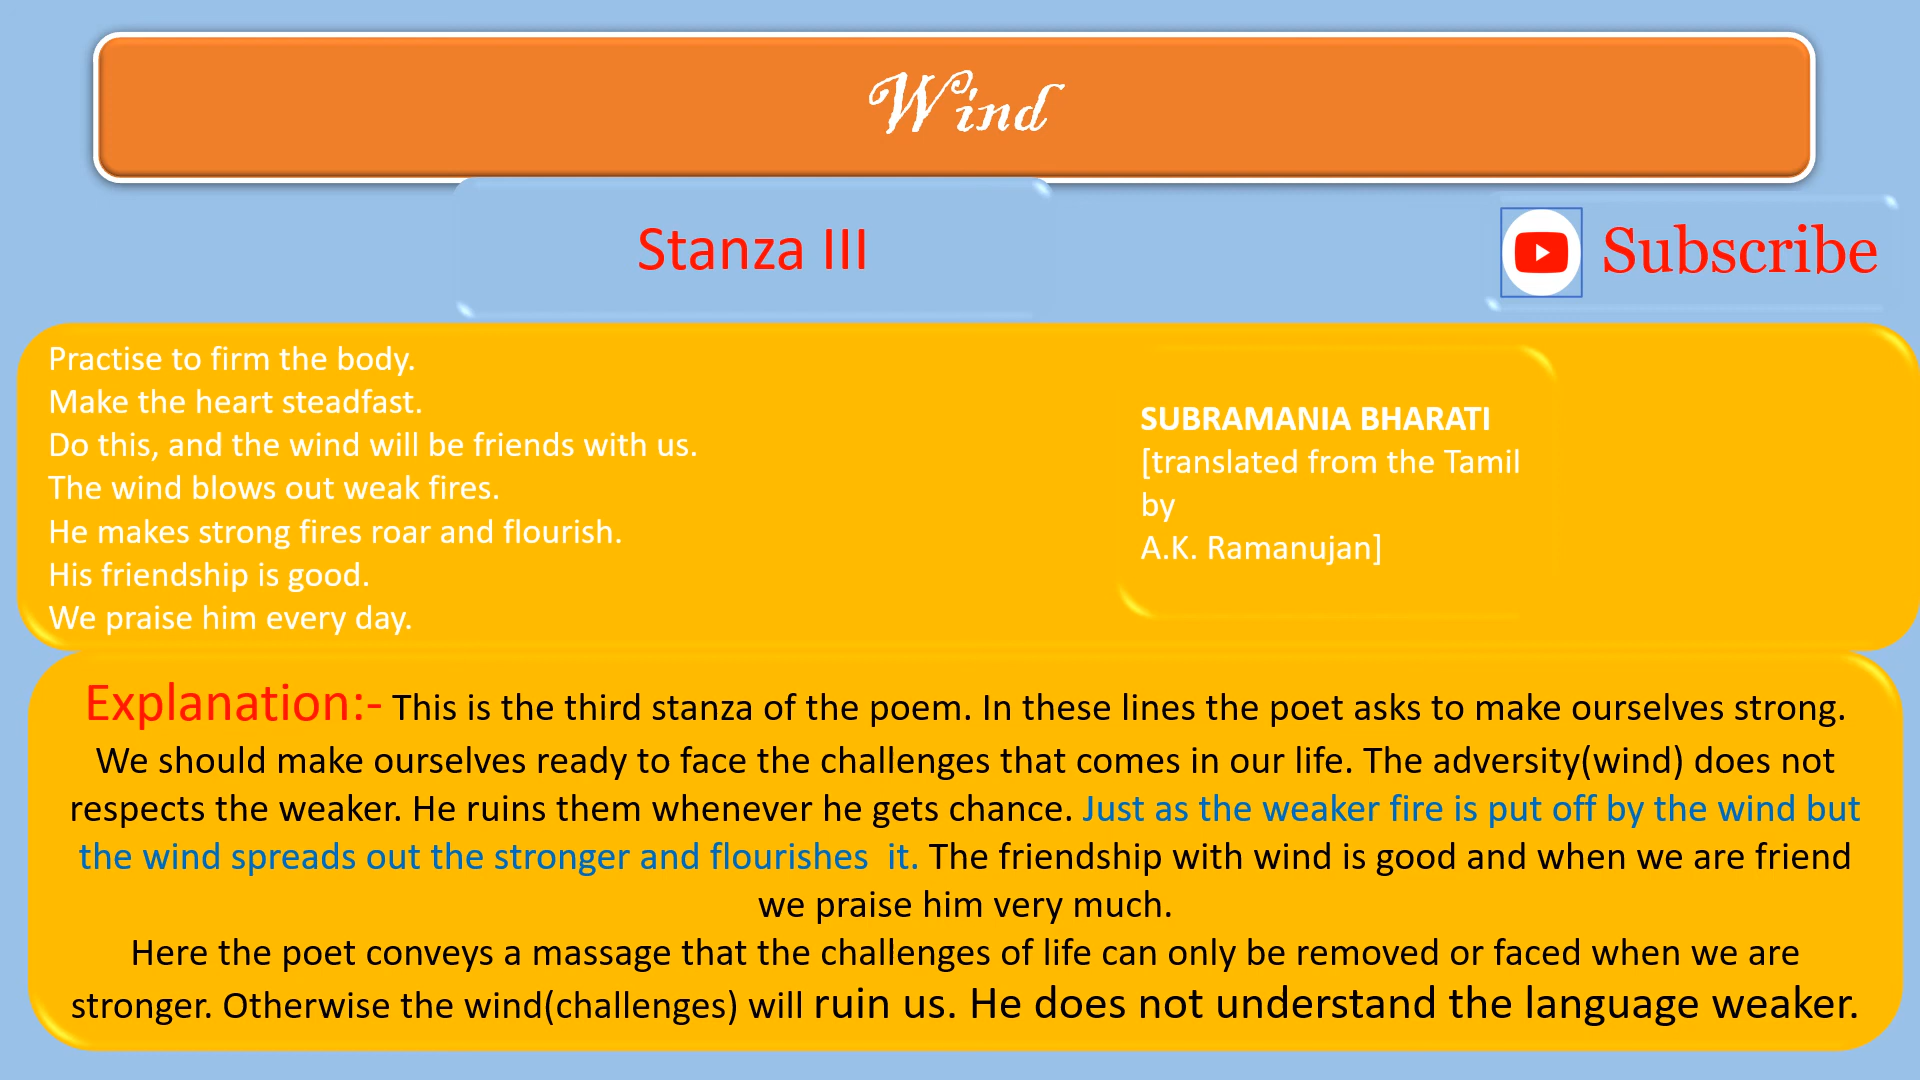 Wind
Stanza III
Subscribe
Practise to firm the body.
Make the heart steadfast.
Do this, and the wind will be friends with us.
The wind blows out weak fires.
He makes strong fires roar and flourish.
His friendship is good.
We praise him every day.
SUBRAMANIA BHARATI
[translated from the Tamil
by
A.K. Ramanujan]
Explanation:- This is the third stanza of the poem. In these lines the poet asks to make ourselves strong.
We should make ourselves ready to face the challenges that comes in our life. The adversity(wind) does not
respects the weaker. He ruins them whenever he gets chance. Just as the weaker fire is put off by the wind but
the wind spreads out the stronger and flourishes it. The friendship with wind is good and when we are friend
we praise him very much.
Here the poet conveys a massage that the challenges of life can only be removed or faced when we are
stronger. Otherwise the wind(challenges) will ruin us. He does not understand the language weaker.